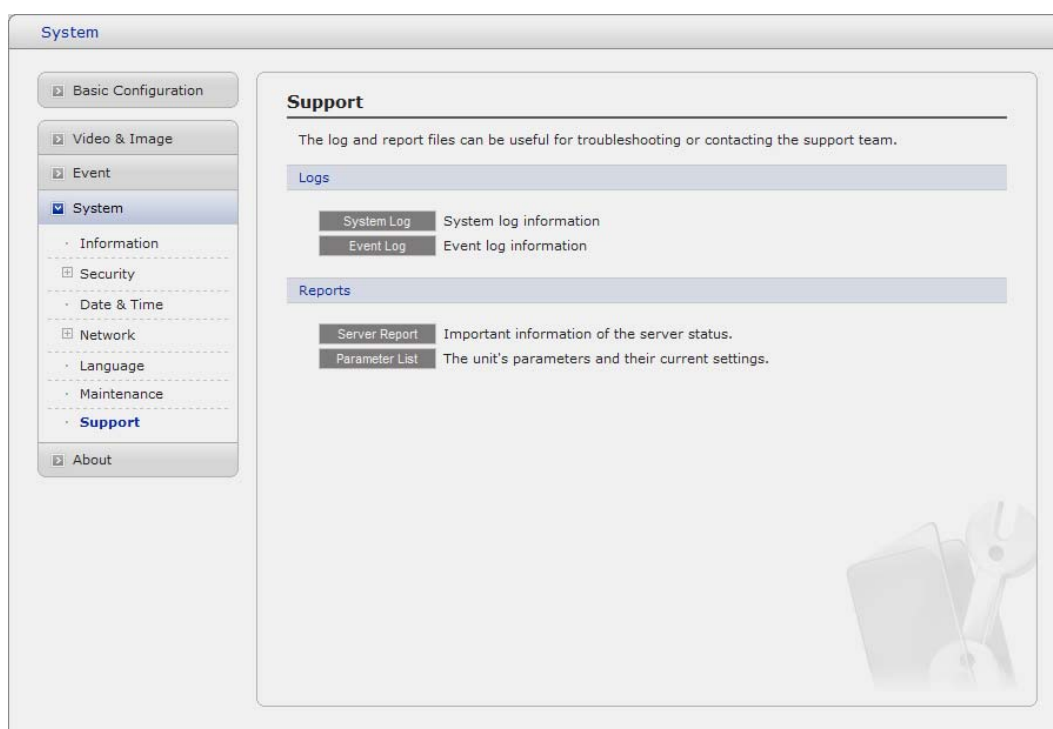 System
Basic Configuration
Video & Image
Event
System
Information
Security
Date & Time
Network
Language
Maintenance
Support
About
Support
The log and report files can be useful for troubleshooting or contacting the support team.
Logs
System Log System log information
Event Log Event log information
Reports
Server Report Important information of the server status.
Parameter List The unit's parameters and their current settings.